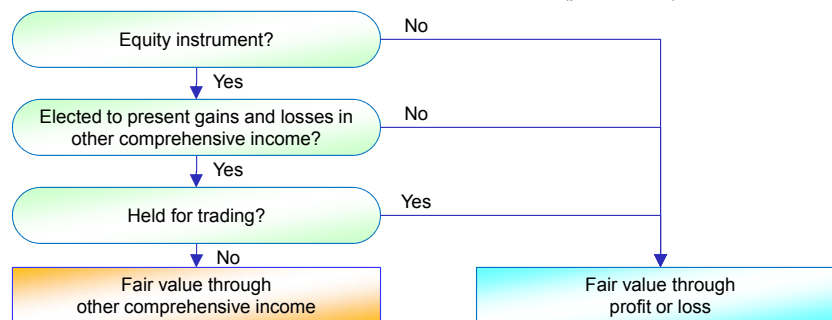 Equity instrument?
No
Yes
Elected to present gains and losses in
other comprehensive income?
No
Yes
Held for trading?
Yes
No
Fair value through
other comprehensive income
Fair value through
profit or loss